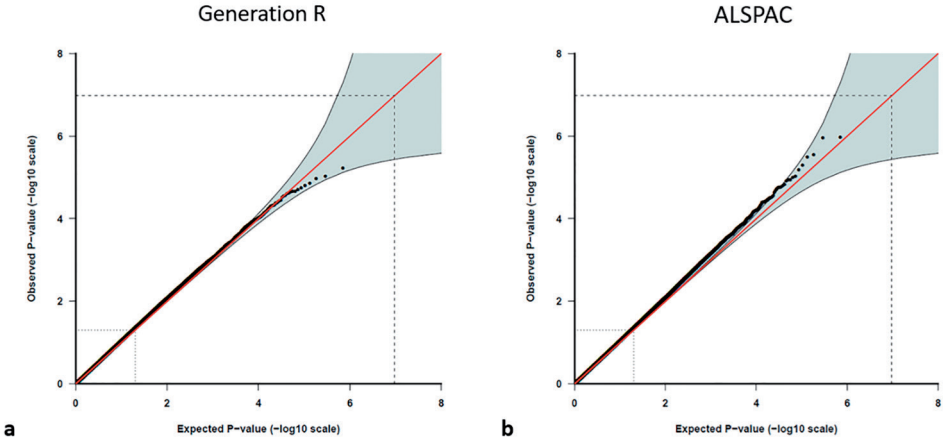 Generation R
ALSPAC
8
6
4
2
0
Observed P-value (−log10 scale)
0 2 4 6 8
Expected P-value (−log10 scale)
a
8
6
4
2
0
Observed P-value (−log10 scale)
0 2 4 6 8
Expected P-value (−log10 scale)
b